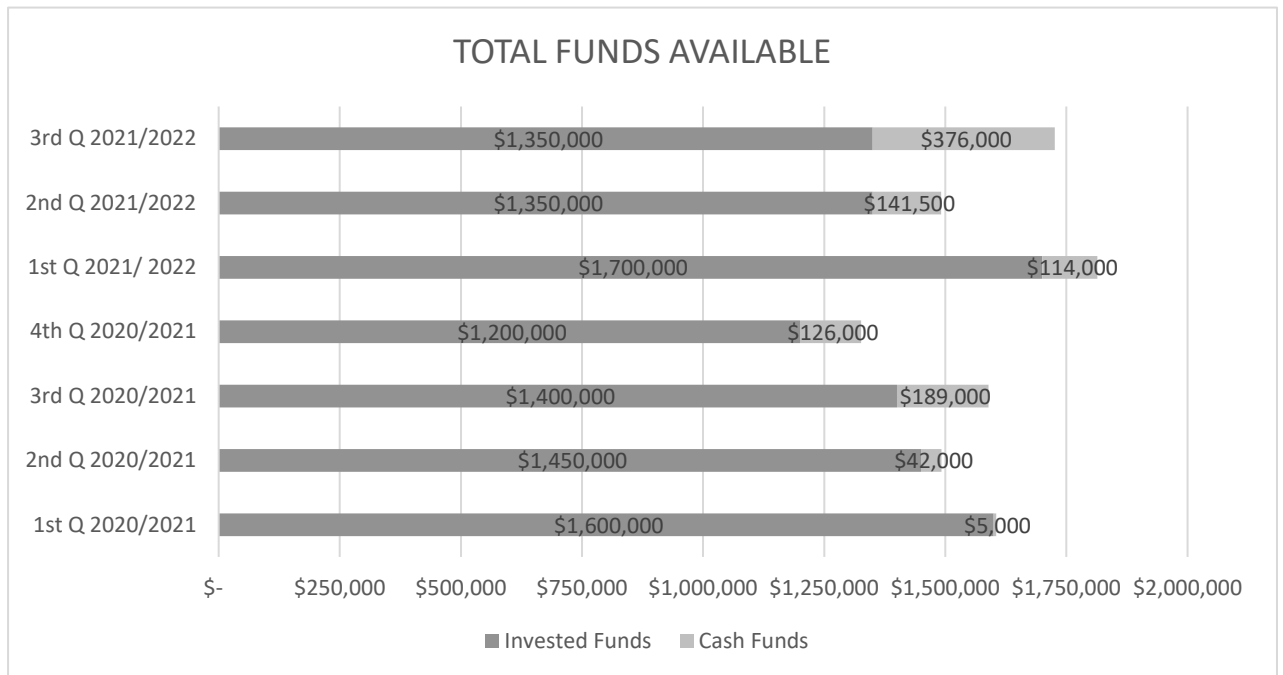 TOTAL FUNDS AVAILABLE
3rd Q 2021/2022 $1,350,000 $376,000
2nd Q 2021/2022 $1,350,000 $141,500
1st Q 2021/ 2022 $1,700,000 $114,000
4th Q 2020/2021 $1,200,000 $126,000
3rd Q 2020/2021 $1,400,000 $189,000
2nd Q 2020/2021 $1,450,000 $42,000
1st Q 2020/2021 $1,600,000 $5,000
$- $250,000 $500,000 $750,000 $1,000,000 $1,250,000 $1,500,000 $1,750,000 $2,000,000
Invested Funds Cash Funds